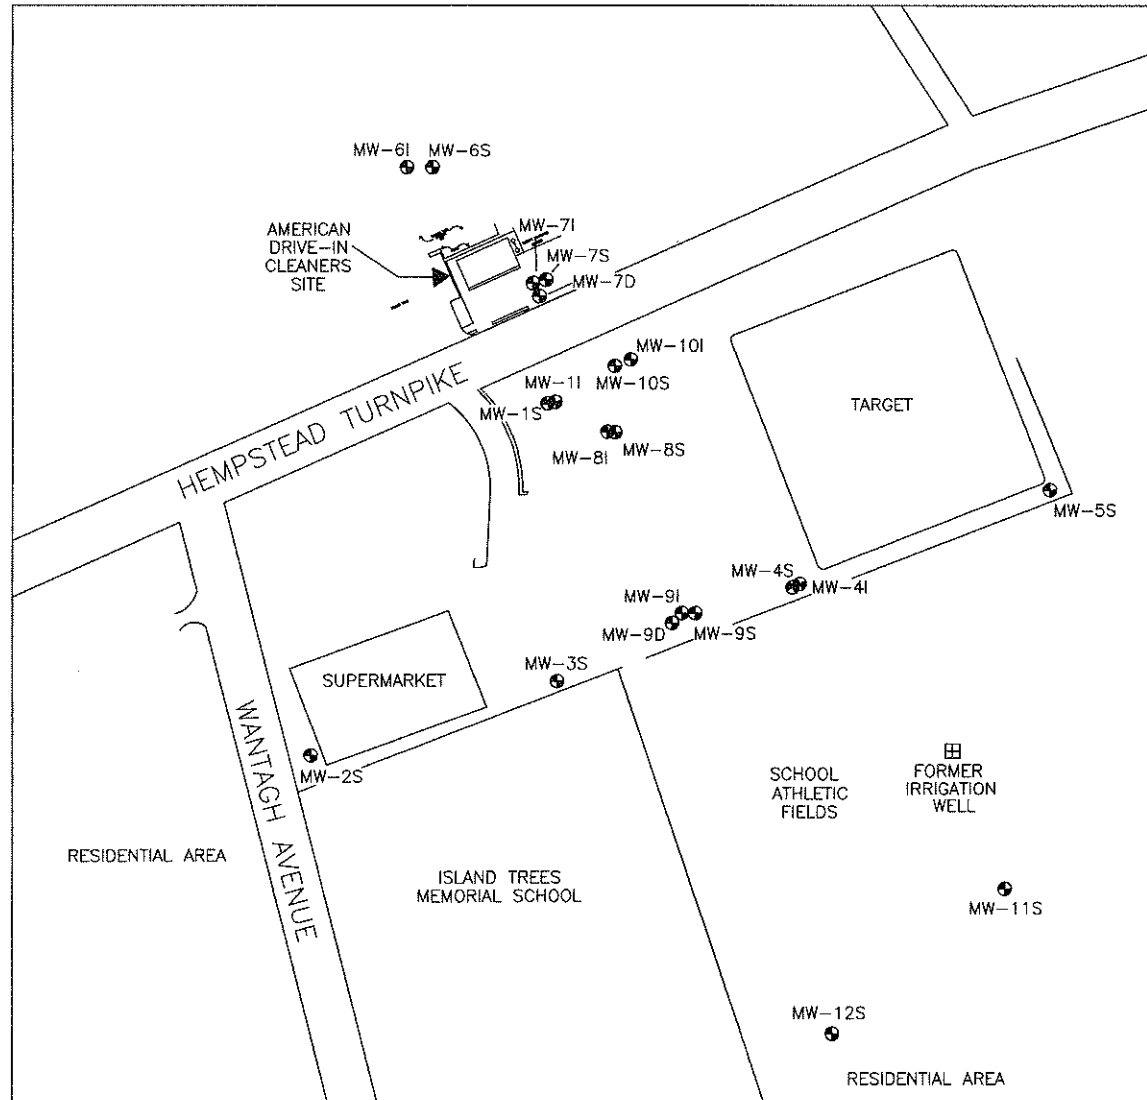 MW-6I
MW-6S
AMERICAN
DRIVE-IN
CLEANERS
SITE
MW-7I
MW-7S
MW-7D
MW-10I
MW-10S
MW-1I
MW-1S
MW-8I
MW-8S
HEMPSTEAD TURNPIKE
TARGET
MW-5S
MW-4S
MW-4I
MW-9I
MW-9D
MW-9S
MW-3S
SUPERMARKET
MW-2S
WANTAGH AVENUE
SCHOOL
ATHLETIC
FIELDS
FORMER
IRRIGATION
WELL
RESIDENTIAL AREA
ISLAND TREES
MEMORIAL SCHOOL
MW-11S
MW-12S
RESIDENTIAL AREA